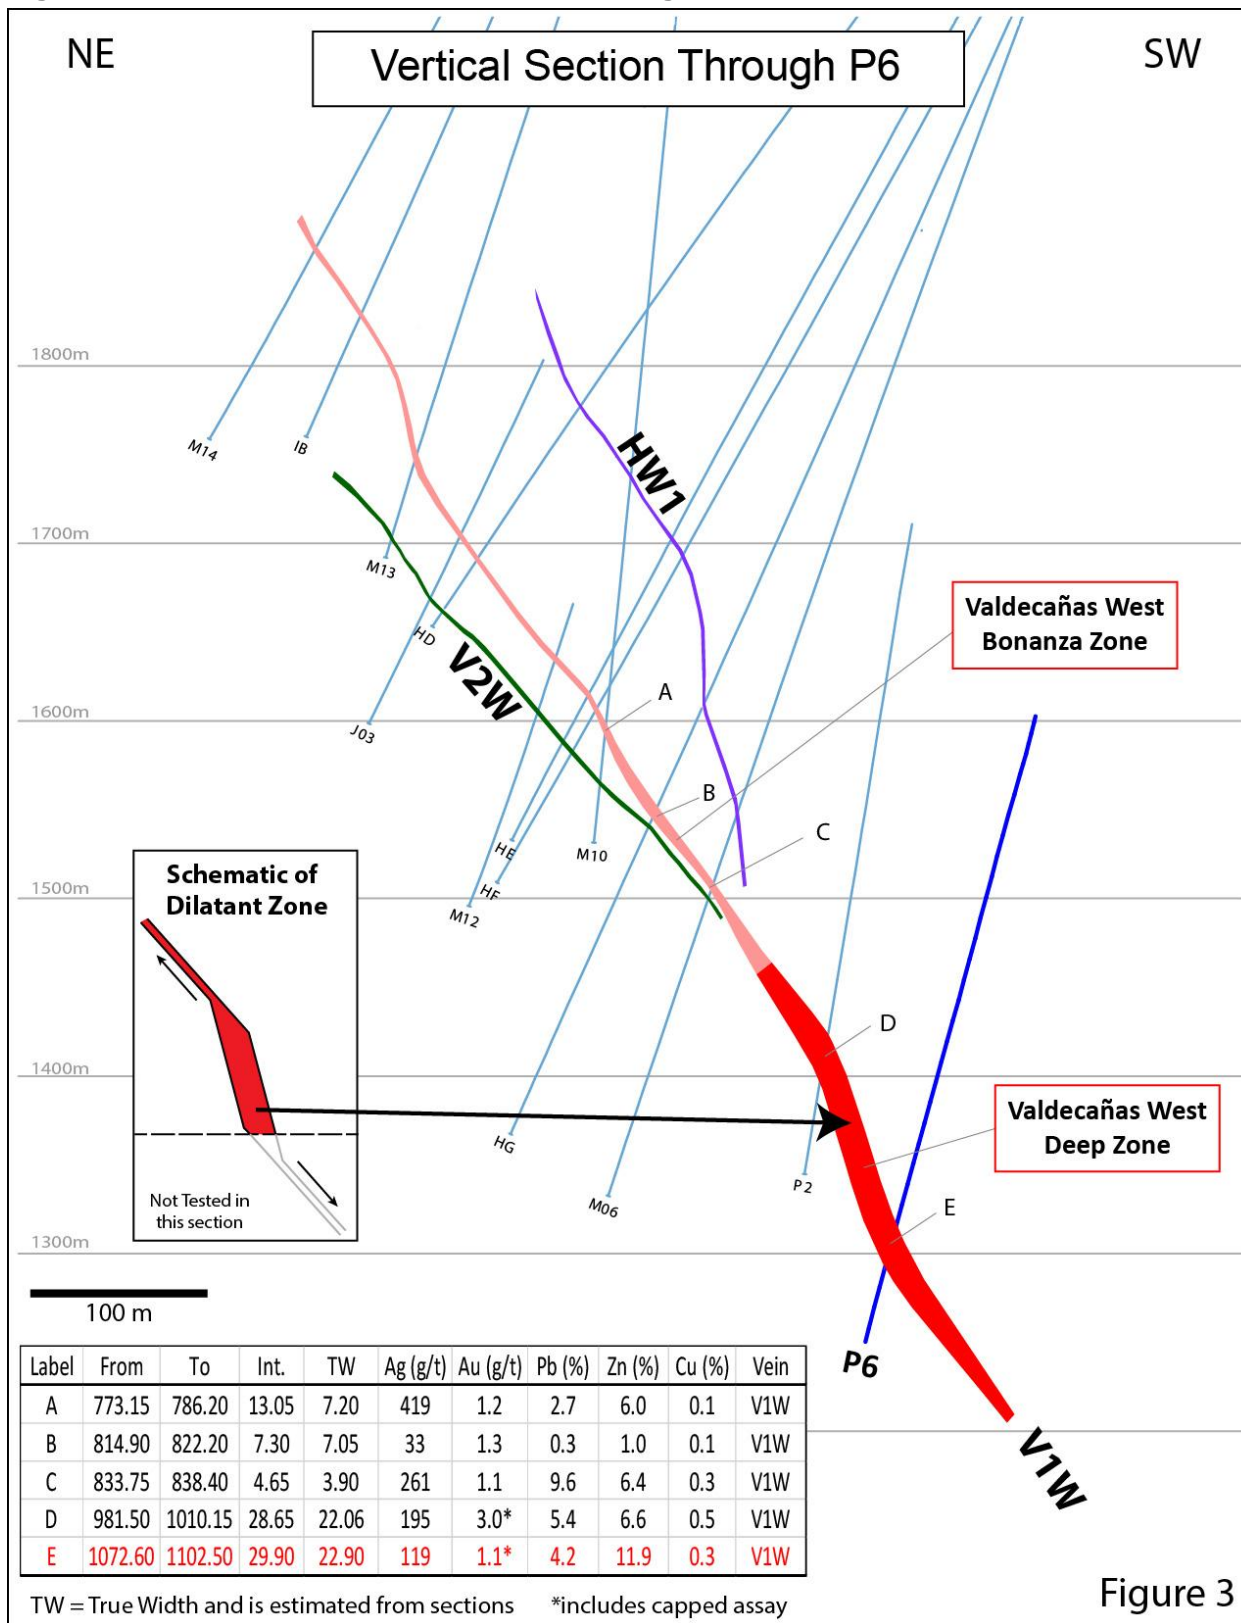 NE
Vertical Section Through P6
SW
1800m
M14
IB
HW1
1700m
M13
HD
Valdecañas West
Bonanza Zone
V2W
A
1600m
J03
B
C
HE
M10
Schematic of
Dilatant Zone
HF
1500m
M12
D
1400m
Valdecañas West
Deep Zone
HG
P2
Not Tested in
this section
M06
E
1300m
100 m
P6
Label From To Int. TW Ag (g/t) Au (g/t) Pb (%) Zn (%) Cu (%) Vein
A 773.15 786.20 13.05 7.20 419 1.2 2.7 6.0 0.1 V1W
B 814.90 822.20 7.30 7.05 33 1.3 0.3 1.0 0.1 V1W
C 833.75 838.40 4.65 3.90 261 1.1 9.6 6.4 0.3 V1W
D 981.50 1010.15 28.65 22.06 195 3.0* 5.4 6.6 0.5 V1W
E 1072.60 1102.50 29.90 22.90 119 1.1* 4.2 11.9 0.3 V1W
V1W
TW = True Width and is estimated from sections *includes capped assay
Figure 3